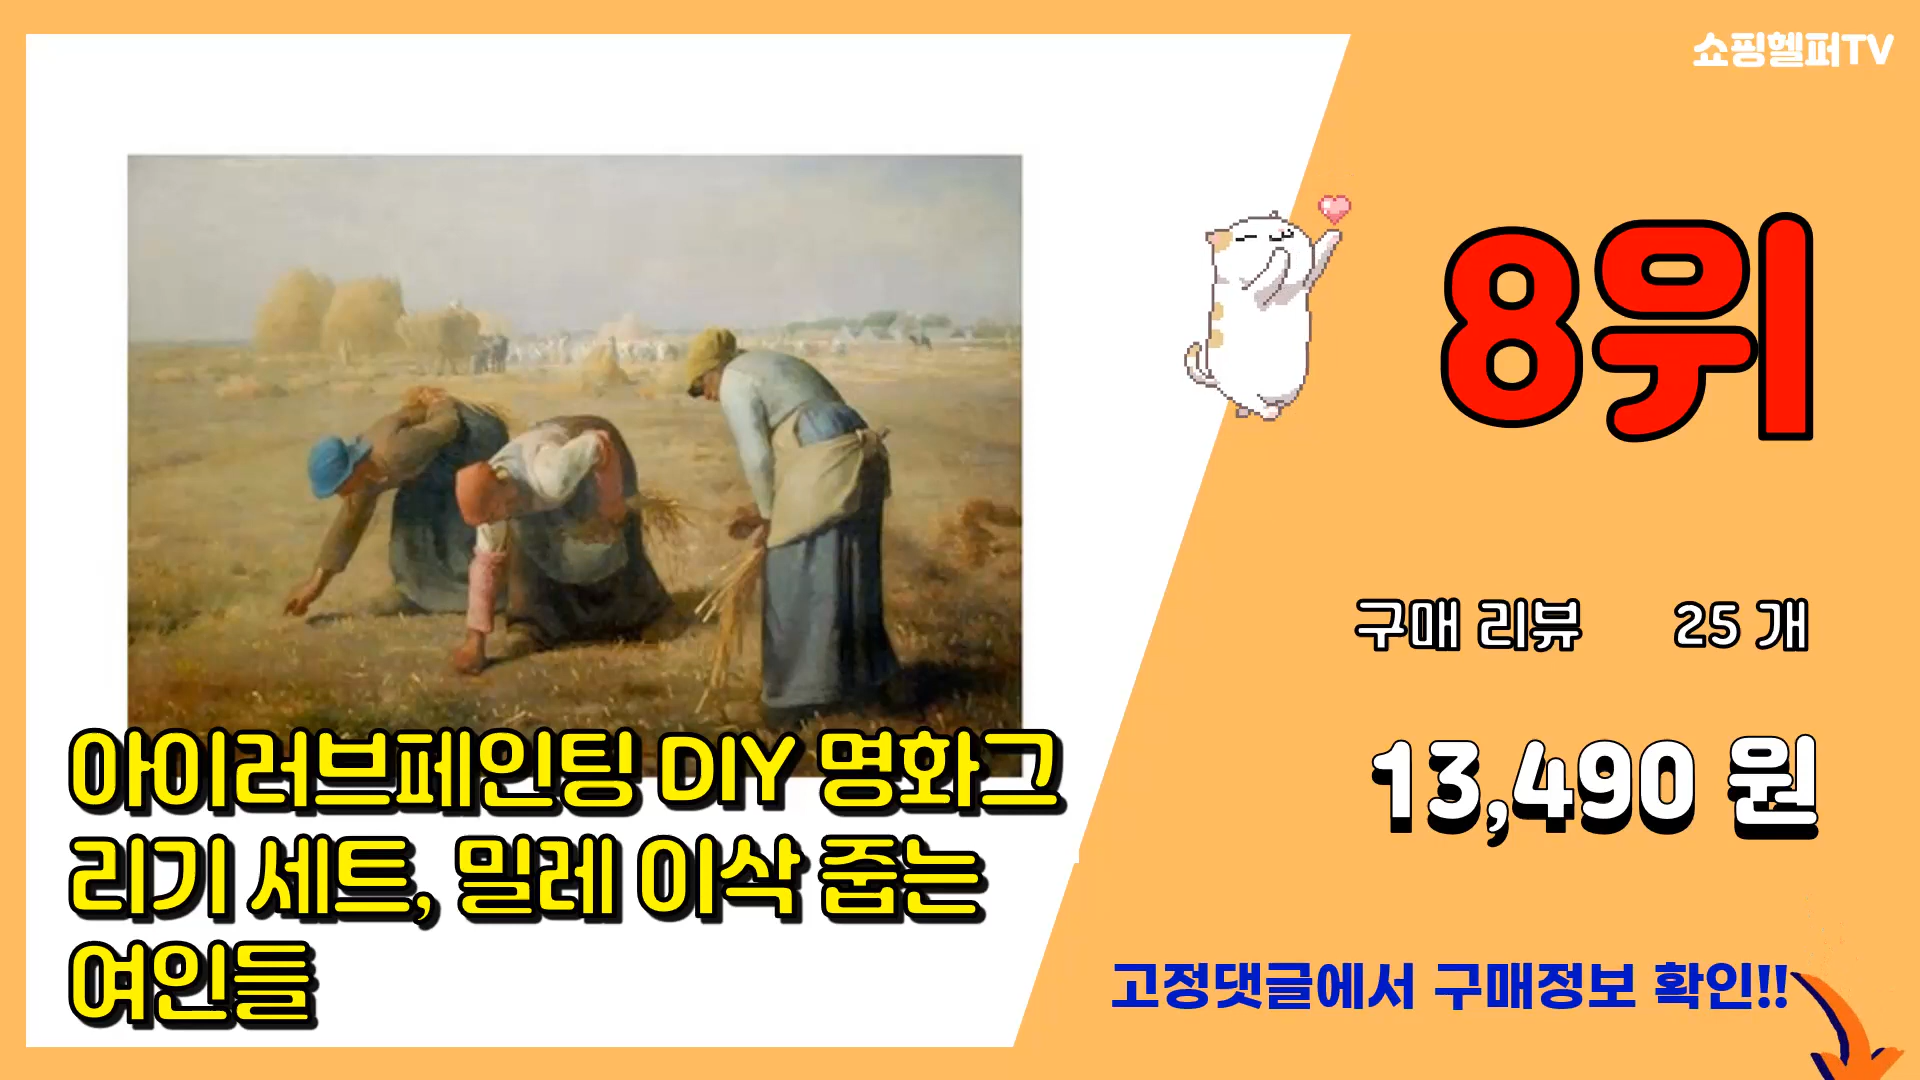 쇼핑헬퍼TV
8위
구매 리뷰 25 개
13,490 원
아이러브페인팅 DIY 명화그
리기 세트, 밀레 이삭 줍는
여인들
고정댓글에서 구매정보 확인!!